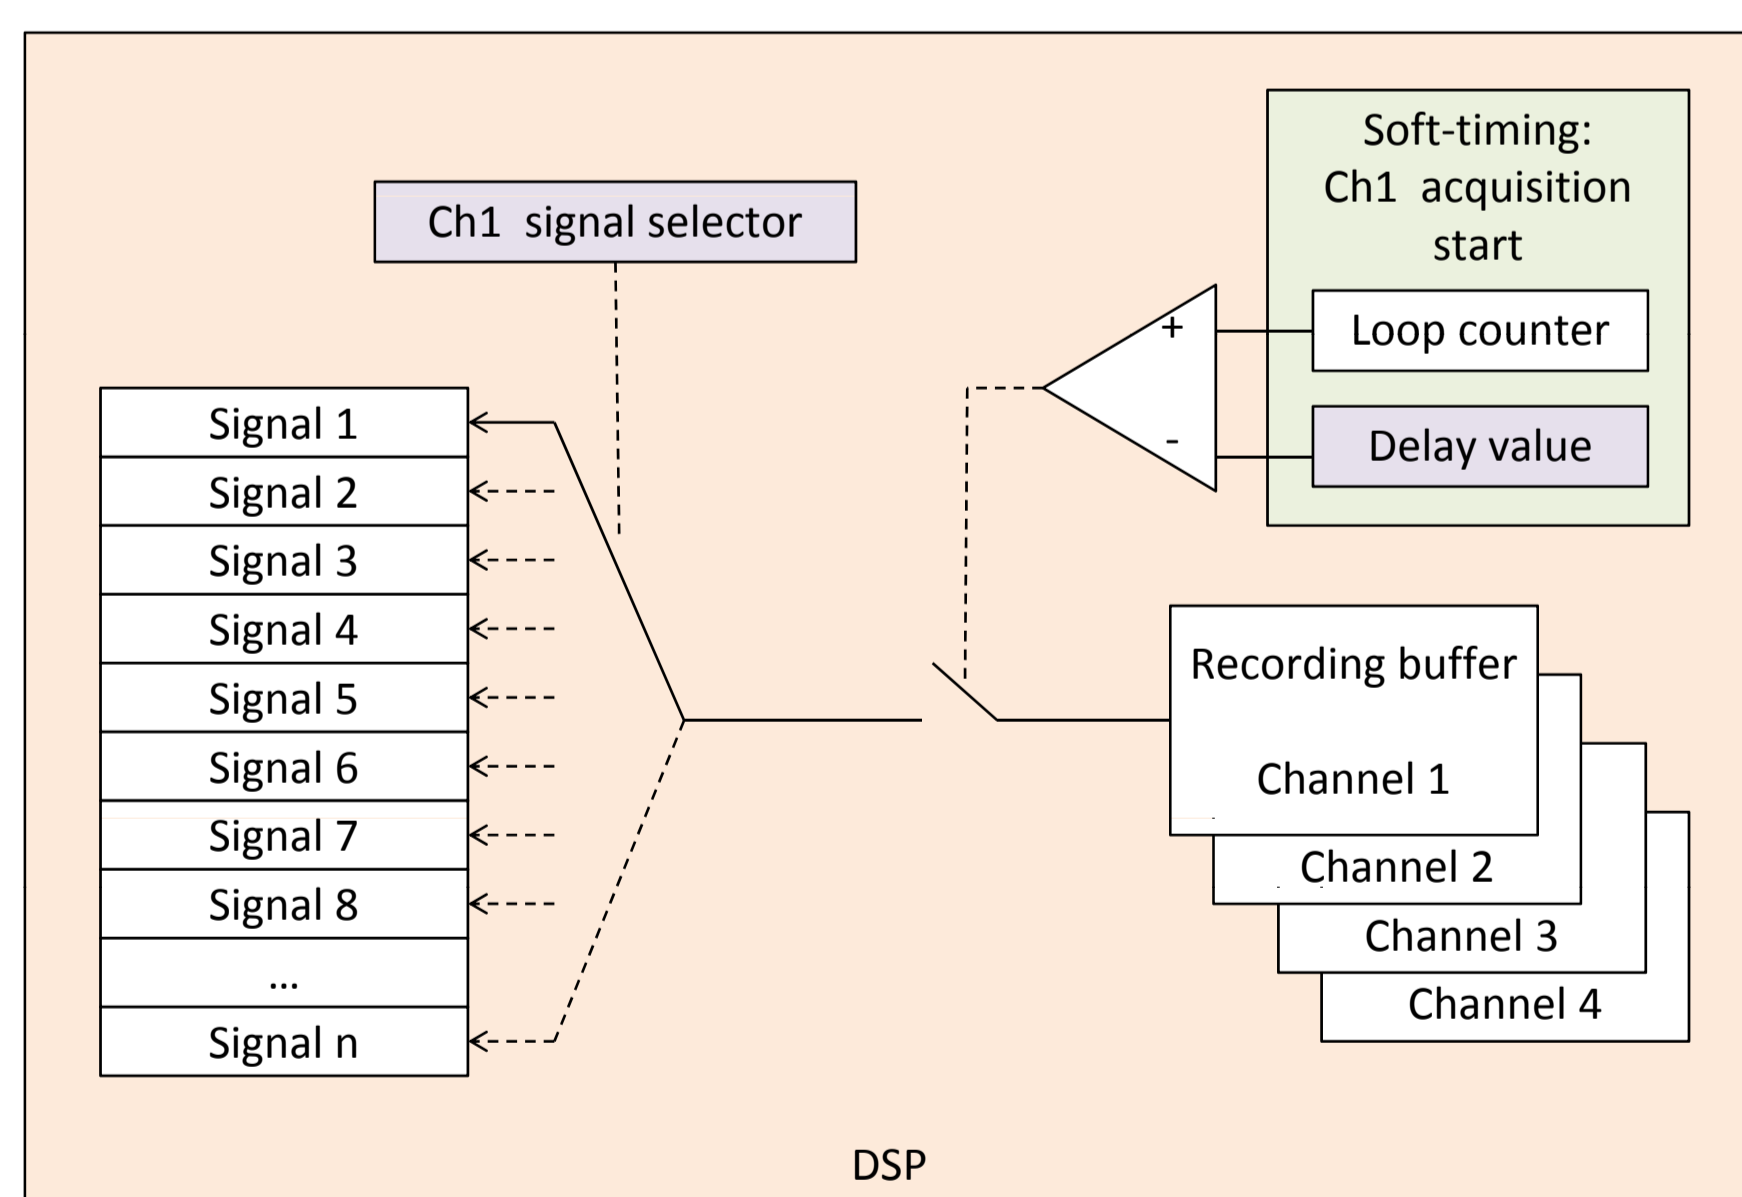 Soft-timing:
Ch1 acquisition
start
Ch1 signal selector
+
Loop counter
-
Delay value
Signal 1
Signal 2
Signal 3
Signal 4
Signal 5
Signal 6
Signal 7
Signal 8
...
Signal n
Recording buffer
Channel 1
Channel 2
Channel 3
Channel 4
DSP